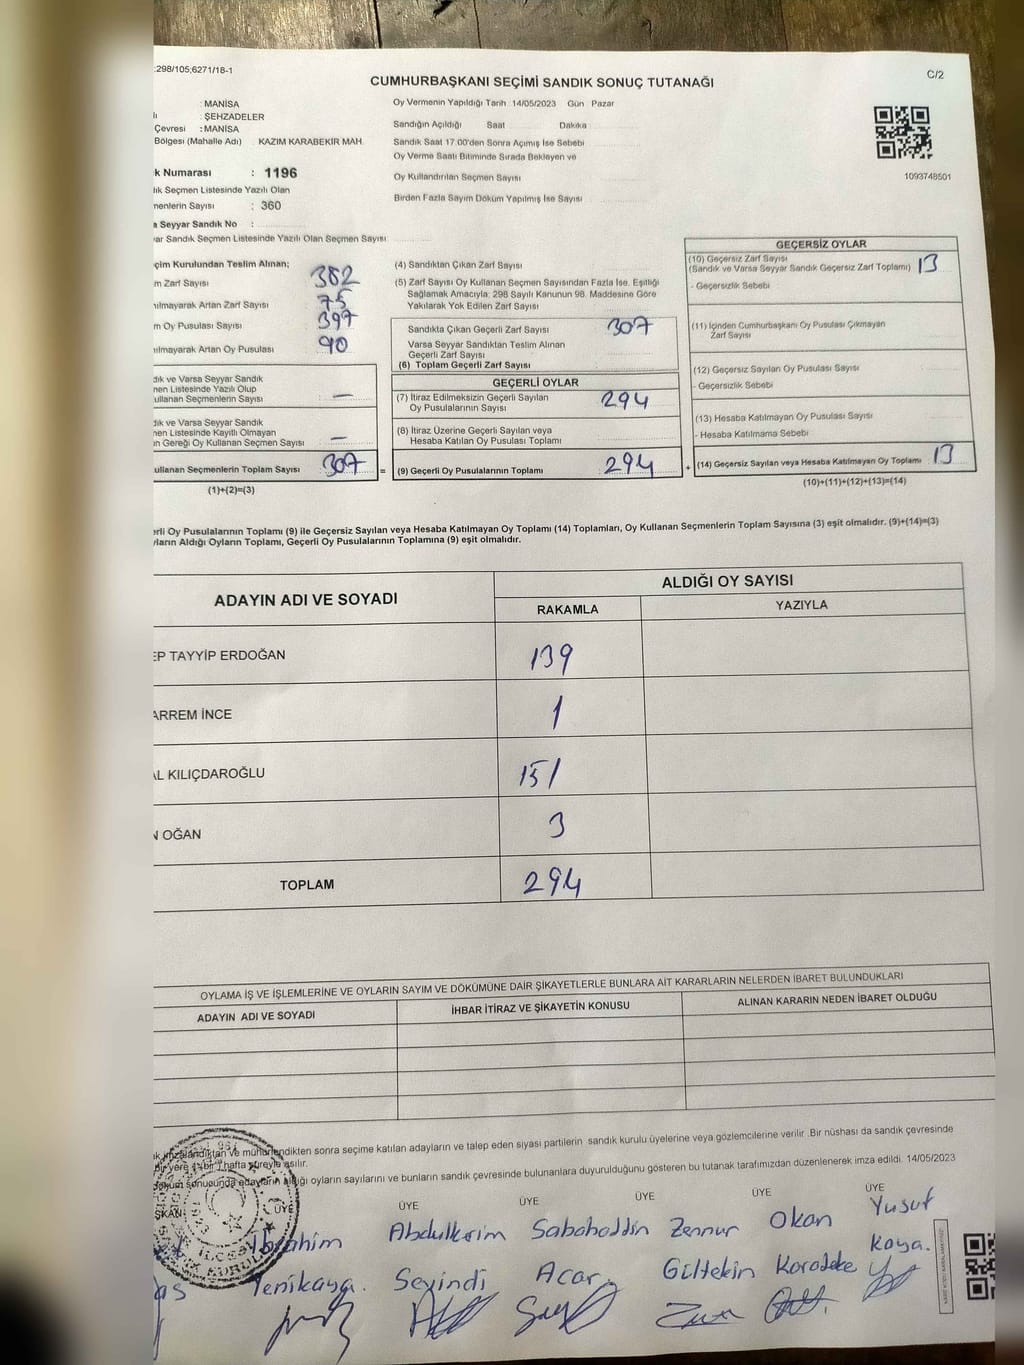 :298/105;6271/18-1
C/2
CUMHURBAŞKANI SEÇİMİ SANDIK SONUÇ TUTANAĞI
: MANİSA
: ŞEHZADELER
Çevresi : MANİSA
Bölgesi (Mahalle Adı) : KAZIM KARABEKİR MAH.
k Numarası : 1196
lık Seçmen Listesinde Yazılı Olan
menlerin Sayısı : 360
a Seyyar Sandık No :
yar Sandık Seçmen Listesinde Yazılı Olan Seçmen Sayısı
Oy Vermenin Yapıldığı Tarih 14/05/2023 Gün Pazar
Sandığın Açıldığı Saat Dakika
Sandık Saat 17.00'den Sonra Açımış İse Sebebi
Oy Verme Saati Bitiminde Sırada Bekleyen ve
Oy Kullandırılan Seçmen Sayısı
Birden Fazla Sayım Döküm Yapılmış İse Sayısı
1093748501
çim Kurulundan Teslim Alınan;
m Zarf Sayısı 382
nılmayarak Artan Zarf Sayısı 75
m Oy Pusulası Sayısı 397
nılmayarak Artan Oy Pusulası 90
dık ve Varsa Seyyar Sandık
nen Listesinde Yazılı Olup
ullanan Seçmenlerin Sayısı —
dık ve Varsa Seyyar Sandık
nen Listesinde Kayıtlı Olmayan
n Gereği Oy Kullanan Seçmen Sayısı —
ullanan Seçmenlerin Toplam Sayısı 307 =
(1)+(2)=(3)
(4) Sandıktan Çıkan Zarf Sayısı
(5) Zarf Sayısı Oy Kullanan Seçmen Sayısından Fazla İse, Eşitliği
Sağlamak Amacıyla; 298 Sayılı Kanunun 98. Maddesine Göre
Yakılarak Yok Edilen Zarf Sayısı
Sandıkta Çıkan Geçerli Zarf Sayısı 307
Varsa Seyyar Sandıktan Teslim Alınan
Geçerli Zarf Sayısı
(6) Toplam Geçerli Zarf Sayısı
GEÇERLİ OYLAR
(7) İtiraz Edilmeksizin Geçerli Sayılan
Oy Pusulalarının Sayısı 294
(8) İtiraz Üzerine Geçerli Sayılan veya
Hesaba Katılan Oy Pusulası Toplamı
(9) Geçerli Oy Pusulalarının Toplamı 294 +
GEÇERSİZ OYLAR
(10) Geçersiz Zarf Sayısı
(Sandık ve Varsa Seyyar Sandık Geçersiz Zarf Toplamı) 13
- Geçersizlik Sebebi
(11) İçinden Cumhurbaşkanı Oy Pusulası Çıkmayan
Zarf Sayısı
(12) Geçersiz Sayılan Oy Pusulası Sayısı
- Geçersizlik Sebebi
(13) Hesaba Katılmayan Oy Pusulası Sayısı
- Hesaba Katılmama Sebebi
(14) Geçersiz Sayılan veya Hesaba Katılmayan Oy Toplamı 13
(10)+(11)+(12)+(13)=(14)
erli Oy Pusulalarının Toplamı (9) ile Geçersiz Sayılan veya Hesaba Katılmayan Oy Toplamı (14) Toplamları, Oy Kullanan Seçmenlerin Toplam Sayısına (3) eşit olmalıdır. (9)+(14)=(3)
yların Aldığı Oyların Toplamı, Geçerli Oy Pusulalarının Toplamına (9) eşit olmalıdır.
ADAYIN ADI VE SOYADI
ALDIĞI OY SAYISI
RAKAMLA YAZIYLA
EP TAYYİP ERDOĞAN 139
ARREM İNCE 1
AL KILIÇDAROĞLU 151
N OĞAN 3
TOPLAM 294
OYLAMA İŞ VE İŞLEMLERİNE VE OYLARIN SAYIM VE DÖKÜMÜNE DAİR ŞİKAYETLERLE BUNLARA AİT KARARLARIN NELERDEN İBARET BULUNDUKLARI
ADAYIN ADI VE SOYADI İHBAR İTİRAZ VE ŞİKAYETİN KONUSU ALINAN KARARIN NEDEN İBARET OLDUĞU
k imzalandıktan ve mühürlendikten sonra seçime katılan adayların ve talep eden siyasi partilerin sandık kurulu üyelerine veya gözlemcilerine verilir .Bir nüshası da sandık çevresinde
bir yere 1 bir hafta süreyle asılır.
döküm sonucunda adayların aldığı oyların sayılarını ve bunların sandık çevresinde bulunanlara duyurulduğunu gösteren bu tutanak tarafımızdan düzenlenerek imza edildi. 14/05/2023
ŞKAN ÜYE ÜYE ÜYE ÜYE ÜYE ÜYE
İbrahim Abdulkerim Sabahaddin Zennur Okan Yusuf
Yenikaya. Sevindi Acar. Gültekin Karateke Kaya.